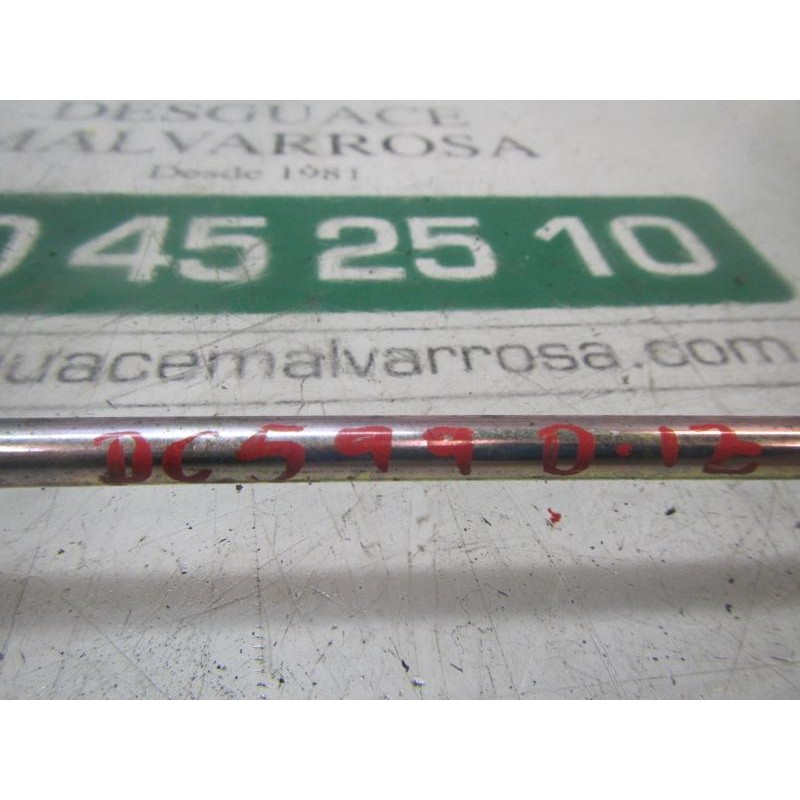 DESGUACE
MALVARROSA
Desde 1981
0 45 25 10
uacemalvarrosa.com
DC599 D.12